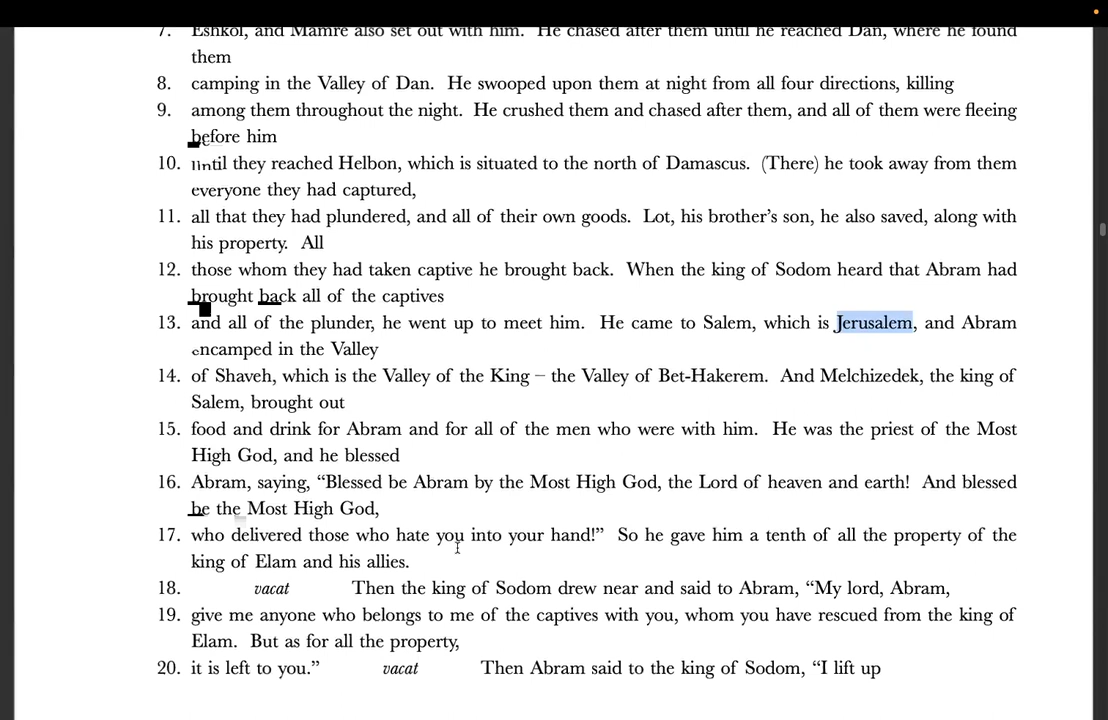 7. Eshkol, and Mamre also set out with him. He chased after them until he reached Dan, where he found
them
8. camping in the Valley of Dan. He swooped upon them at night from all four directions, killing
9. among them throughout the night. He crushed them and chased after them, and all of them were fleeing
before him
10. until they reached Helbon, which is situated to the north of Damascus. (There) he took away from them
everyone they had captured,
11. all that they had plundered, and all of their own goods. Lot, his brother’s son, he also saved, along with
his property. All
12. those whom they had taken captive he brought back. When the king of Sodom heard that Abram had
brought back all of the captives
13. and all of the plunder, he went up to meet him. He came to Salem, which is Jerusalem, and Abram
encamped in the Valley
14. of Shaveh, which is the Valley of the King – the Valley of Bet-Hakerem. And Melchizedek, the king of
Salem, brought out
15. food and drink for Abram and for all of the men who were with him. He was the priest of the Most
High God, and he blessed
16. Abram, saying, “Blessed be Abram by the Most High God, the Lord of heaven and earth! And blessed
be the Most High God,
17. who delivered those who hate you into your hand!” So he gave him a tenth of all the property of the
king of Elam and his allies.
18. vacat Then the king of Sodom drew near and said to Abram, “My lord, Abram,
19. give me anyone who belongs to me of the captives with you, whom you have rescued from the king of
Elam. But as for all the property,
20. it is left to you.” vacat Then Abram said to the king of Sodom, “I lift up